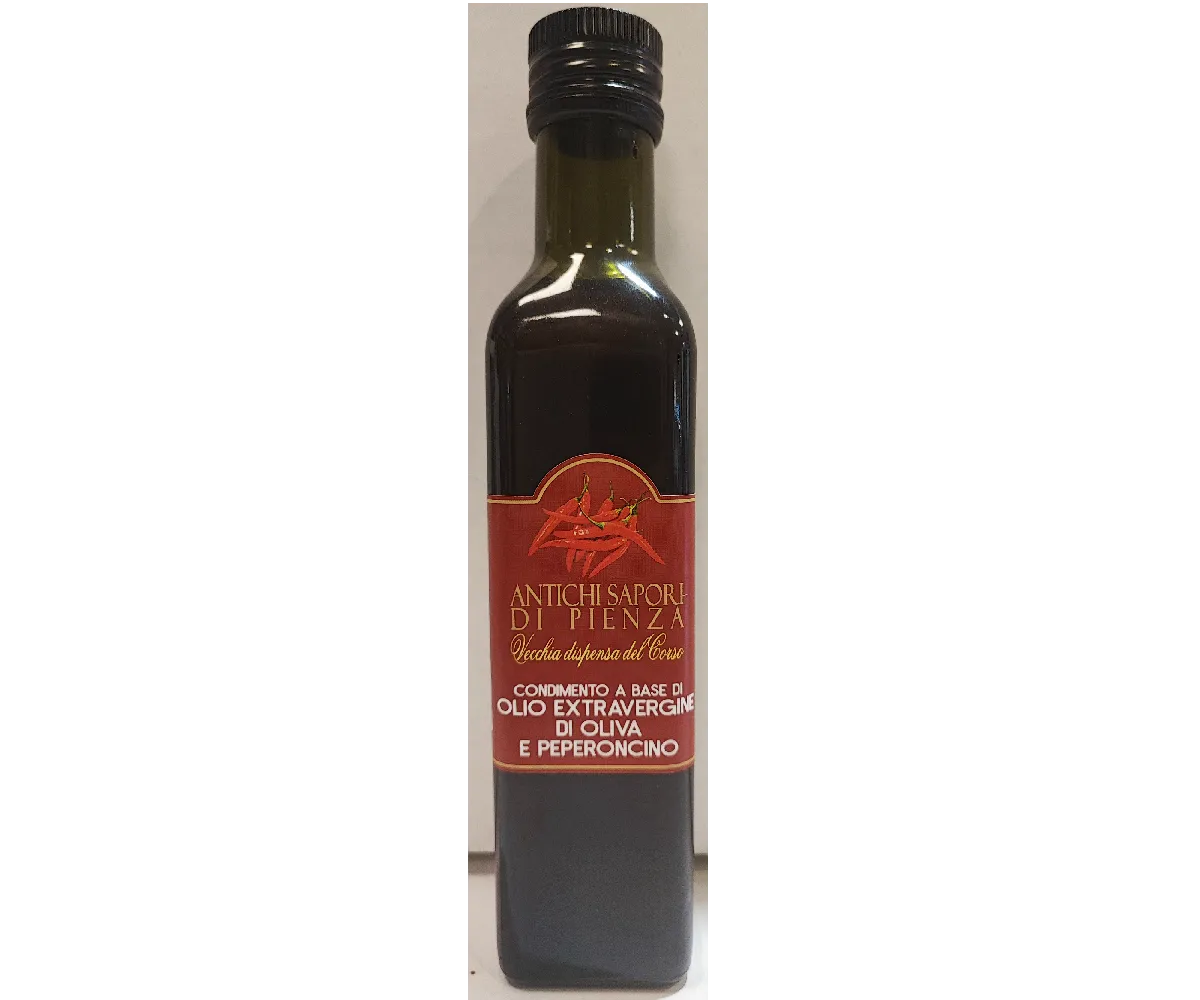 ANTICHI SAPORI
DI PIENZA
Vecchia dispensa del Corso
CONDIMENTO A BASE DI
OLIO EXTRAVERGINE
DI OLIVA
E PEPERONCINO